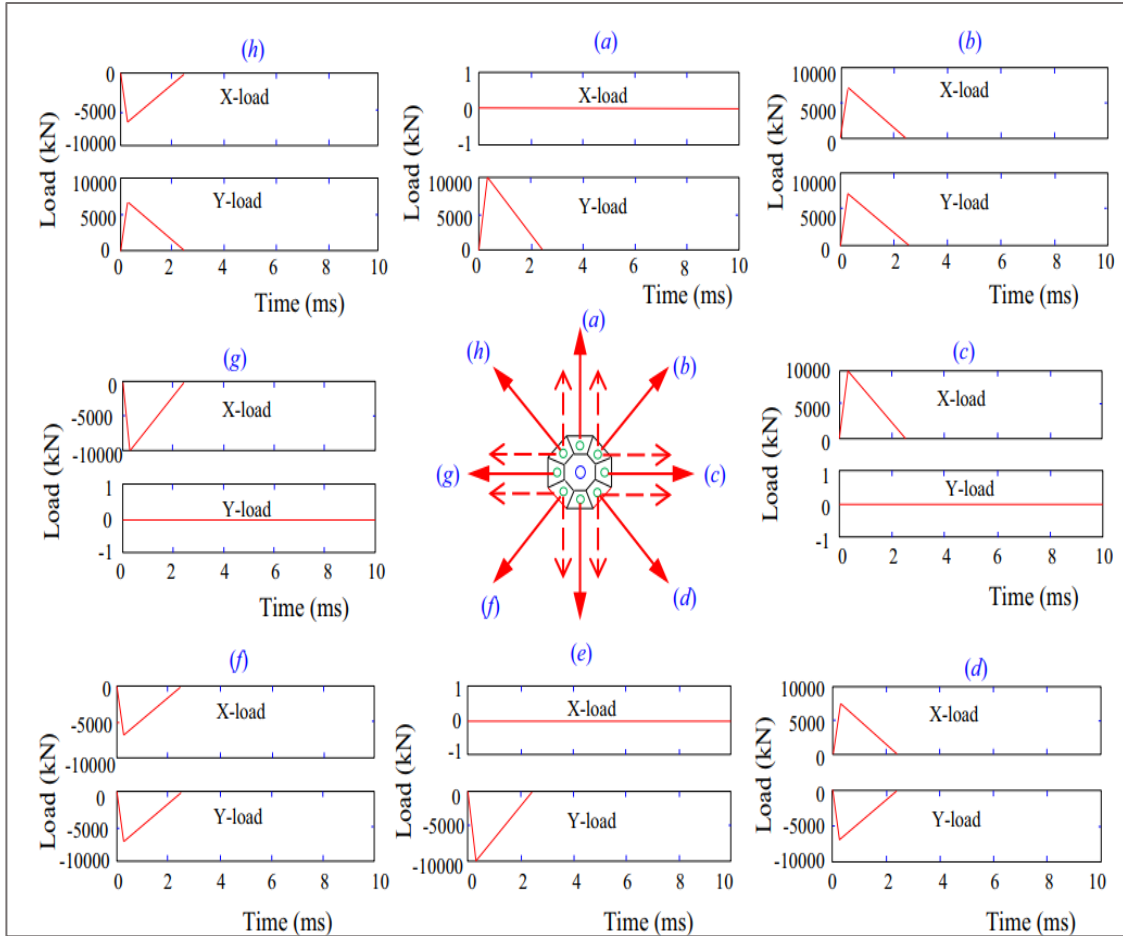 (h)
0
-5000
-10000
X-load
10000
5000
0
Y-load
Load (kN)
0 2 4 6 8 10
Time (ms)
(a)
1
0
-1
X-load
10000
5000
0
Y-load
Load (kN)
0 2 4 6 8 10
Time (ms)
(b)
10000
5000
0
X-load
10000
5000
0
Y-load
Load (kN)
0 2 4 6 8 10
Time (ms)
(g)
0
-5000
-10000
X-load
1
0
-1
Y-load
Load (kN)
0 2 4 6 8 10
Time (ms)
(a)
(h)
(b)
(g)
(c)
(f)
(d)
(c)
10000
5000
0
X-load
1
0
-1
Y-load
Load (kN)
0 2 4 6 8 10
Time (ms)
(f)
0
-5000
-10000
X-load
0
-5000
-10000
Y-load
Load (kN)
0 2 4 6 8 10
Time (ms)
(e)
1
0
-1
X-load
0
-5000
-10000
Y-load
Load (kN)
0 2 4 6 8 10
Time (ms)
(d)
10000
5000
0
X-load
0
-5000
-10000
Y-load
Load (kN)
0 2 4 6 8 10
Time (ms)